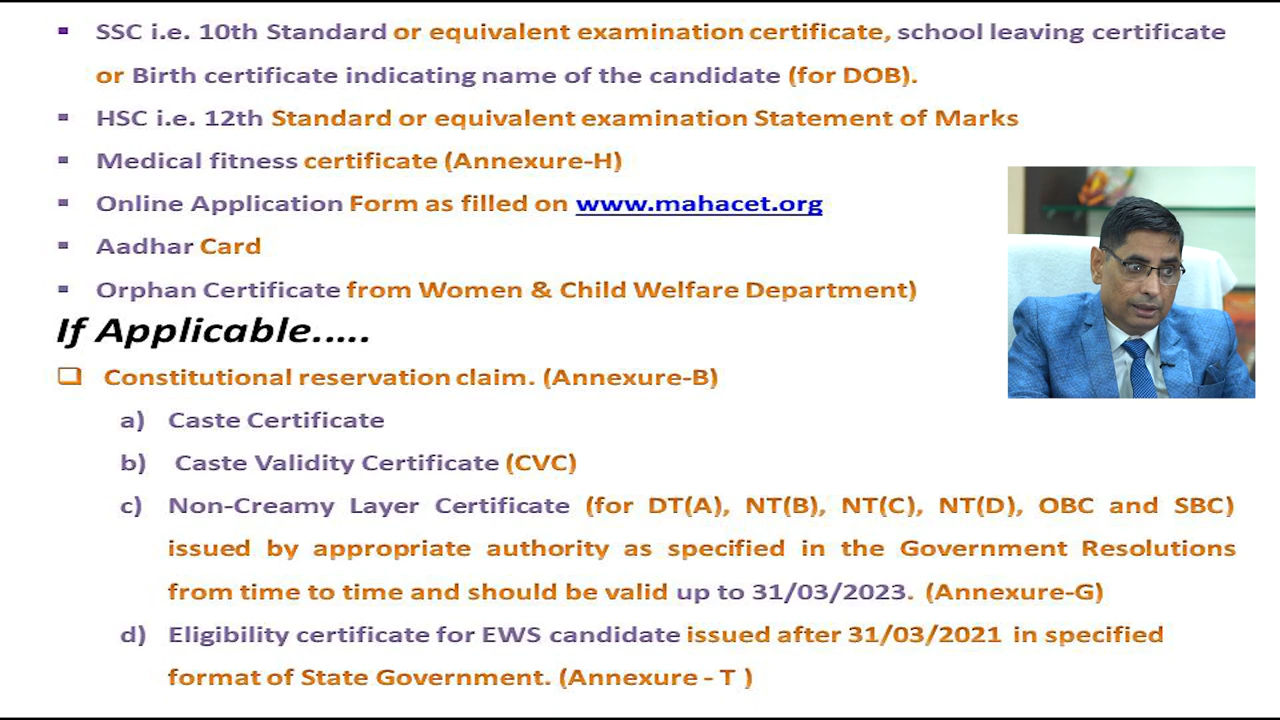 ▪ SSC i.e. 10th Standard or equivalent examination certificate, school leaving certificate
or Birth certificate indicating name of the candidate (for DOB).
▪ HSC i.e. 12th Standard or equivalent examination Statement of Marks
▪ Medical fitness certificate (Annexure-H)
▪ Online Application Form as filled on www.mahacet.org
▪ Aadhar Card
▪ Orphan Certificate from Women & Child Welfare Department)
If Applicable.....
❑ Constitutional reservation claim. (Annexure-B)
a) Caste Certificate
b) Caste Validity Certificate (CVC)
c) Non-Creamy Layer Certificate (for DT(A), NT(B), NT(C), NT(D), OBC and SBC)
issued by appropriate authority as specified in the Government Resolutions
from time to time and should be valid up to 31/03/2023. (Annexure-G)
d) Eligibility certificate for EWS candidate issued after 31/03/2021 in specified
format of State Government. (Annexure - T )